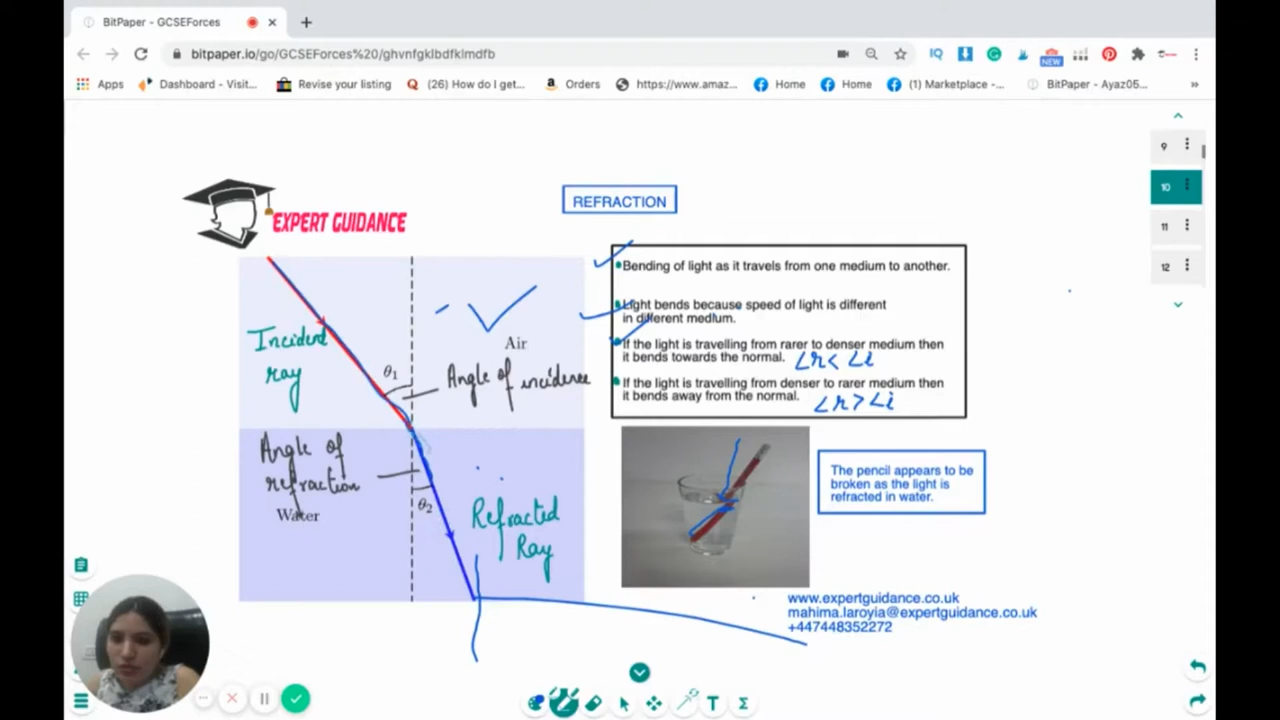 BitPaper - GCSEForces
bitpaper.io/go/GCSEForces%20/ghvnfgklbdfklmdfb
NEW
Apps
Dashboard - Visit...
Revise your listing
(26) How do I get...
Orders
https://www.amaz...
Home
Home
(1) Marketplace -...
BitPaper - Ayaz05...
9
10
11
12
EXPERT GUIDANCE
REFRACTION
Bending of light as it travels from one medium to another.
Light bends because speed of light is different
in different medium.
If the light is travelling from rarer to denser medium then
it bends towards the normal. ∠r < ∠i
If the light is travelling from denser to rarer medium then
it bends away from the normal. ∠r > ∠i
Incident
ray
Air
θ1
Angle of incidence
Angle of
refraction
Water
θ2
Refracted
Ray
The pencil appears to be
broken as the light is
refracted in water.
www.expertguidance.co.uk
mahima.laroyia@expertguidance.co.uk
+447448352272